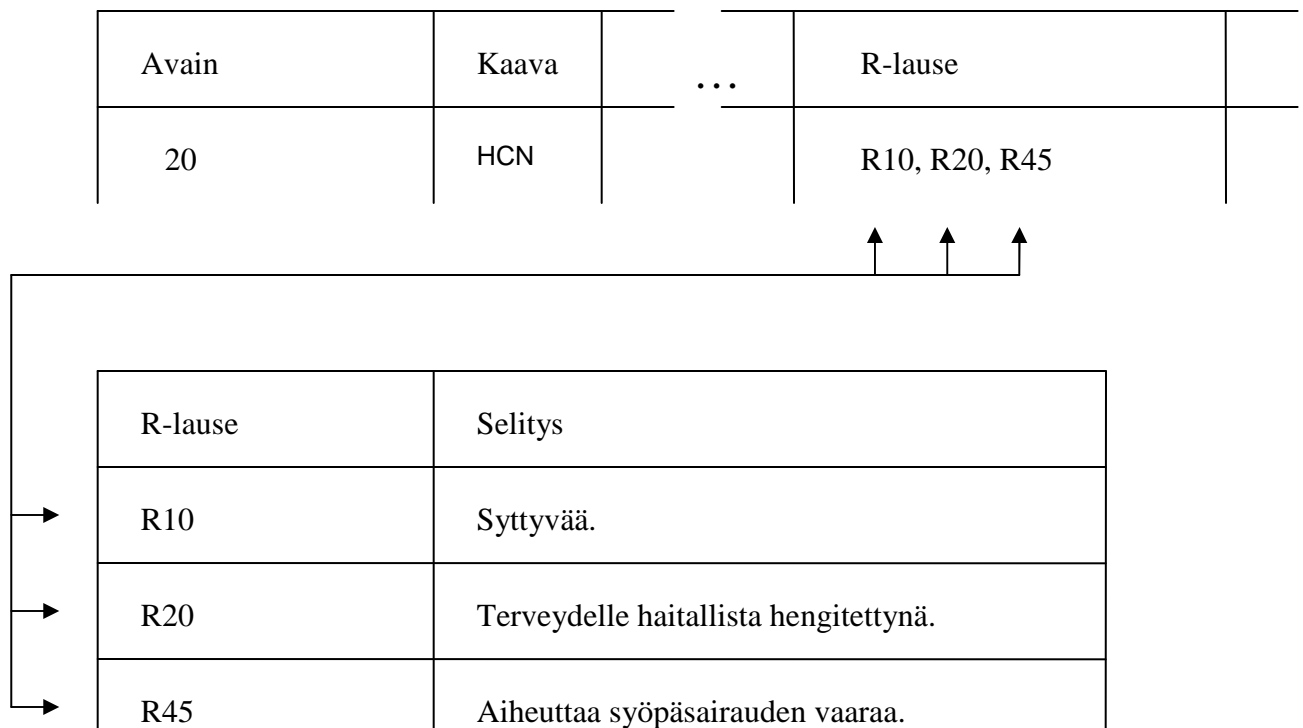 Avain Kaava ... R-lause
20 HCN R10, R20, R45
R-lause Selitys
R10 Syttyvää.
R20 Terveydelle haitallista hengitettynä.
R45 Aiheuttaa syöpäsairauden vaaraa.